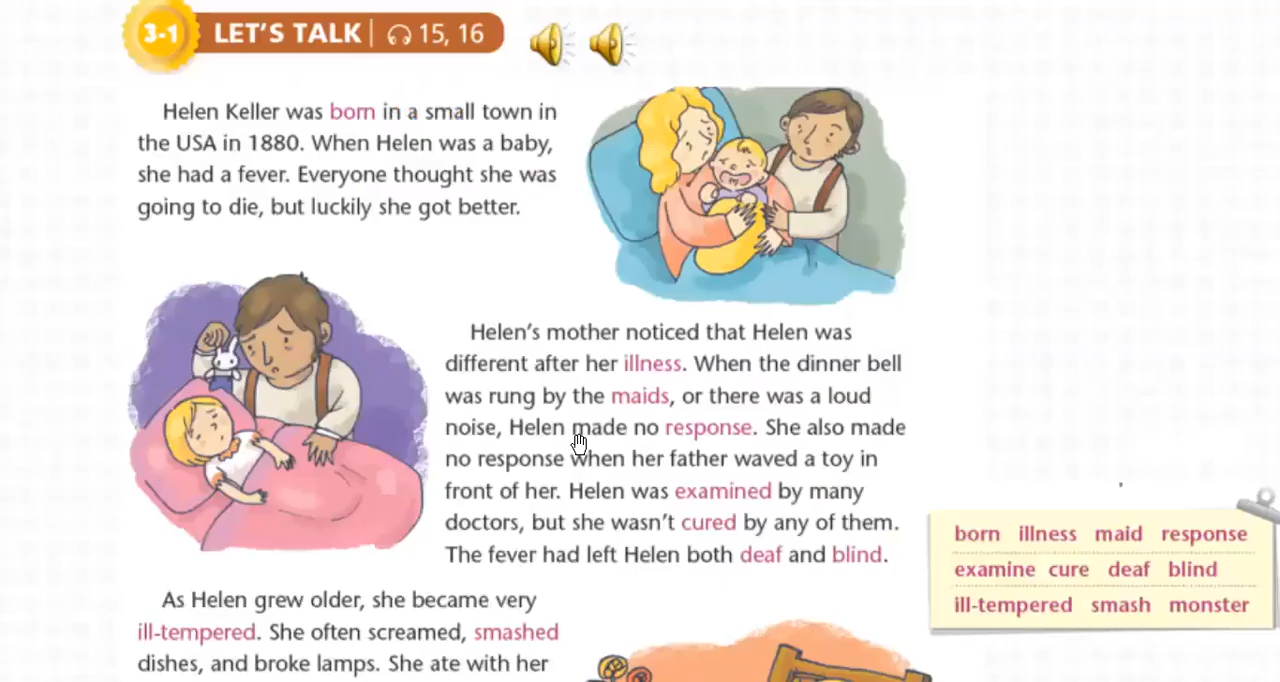 3-1 LET'S TALK | 15, 16
Helen Keller was born in a small town in
the USA in 1880. When Helen was a baby,
she had a fever. Everyone thought she was
going to die, but luckily she got better.
Helen's mother noticed that Helen was
different after her illness. When the dinner bell
was rung by the maids, or there was a loud
noise, Helen made no response. She also made
no response when her father waved a toy in
front of her. Helen was examined by many
doctors, but she wasn't cured by any of them.
The fever had left Helen both deaf and blind.
As Helen grew older, she became very
ill-tempered. She often screamed, smashed
dishes, and broke lamps. She ate with her
born illness maid response
examine cure deaf blind
ill-tempered smash monster